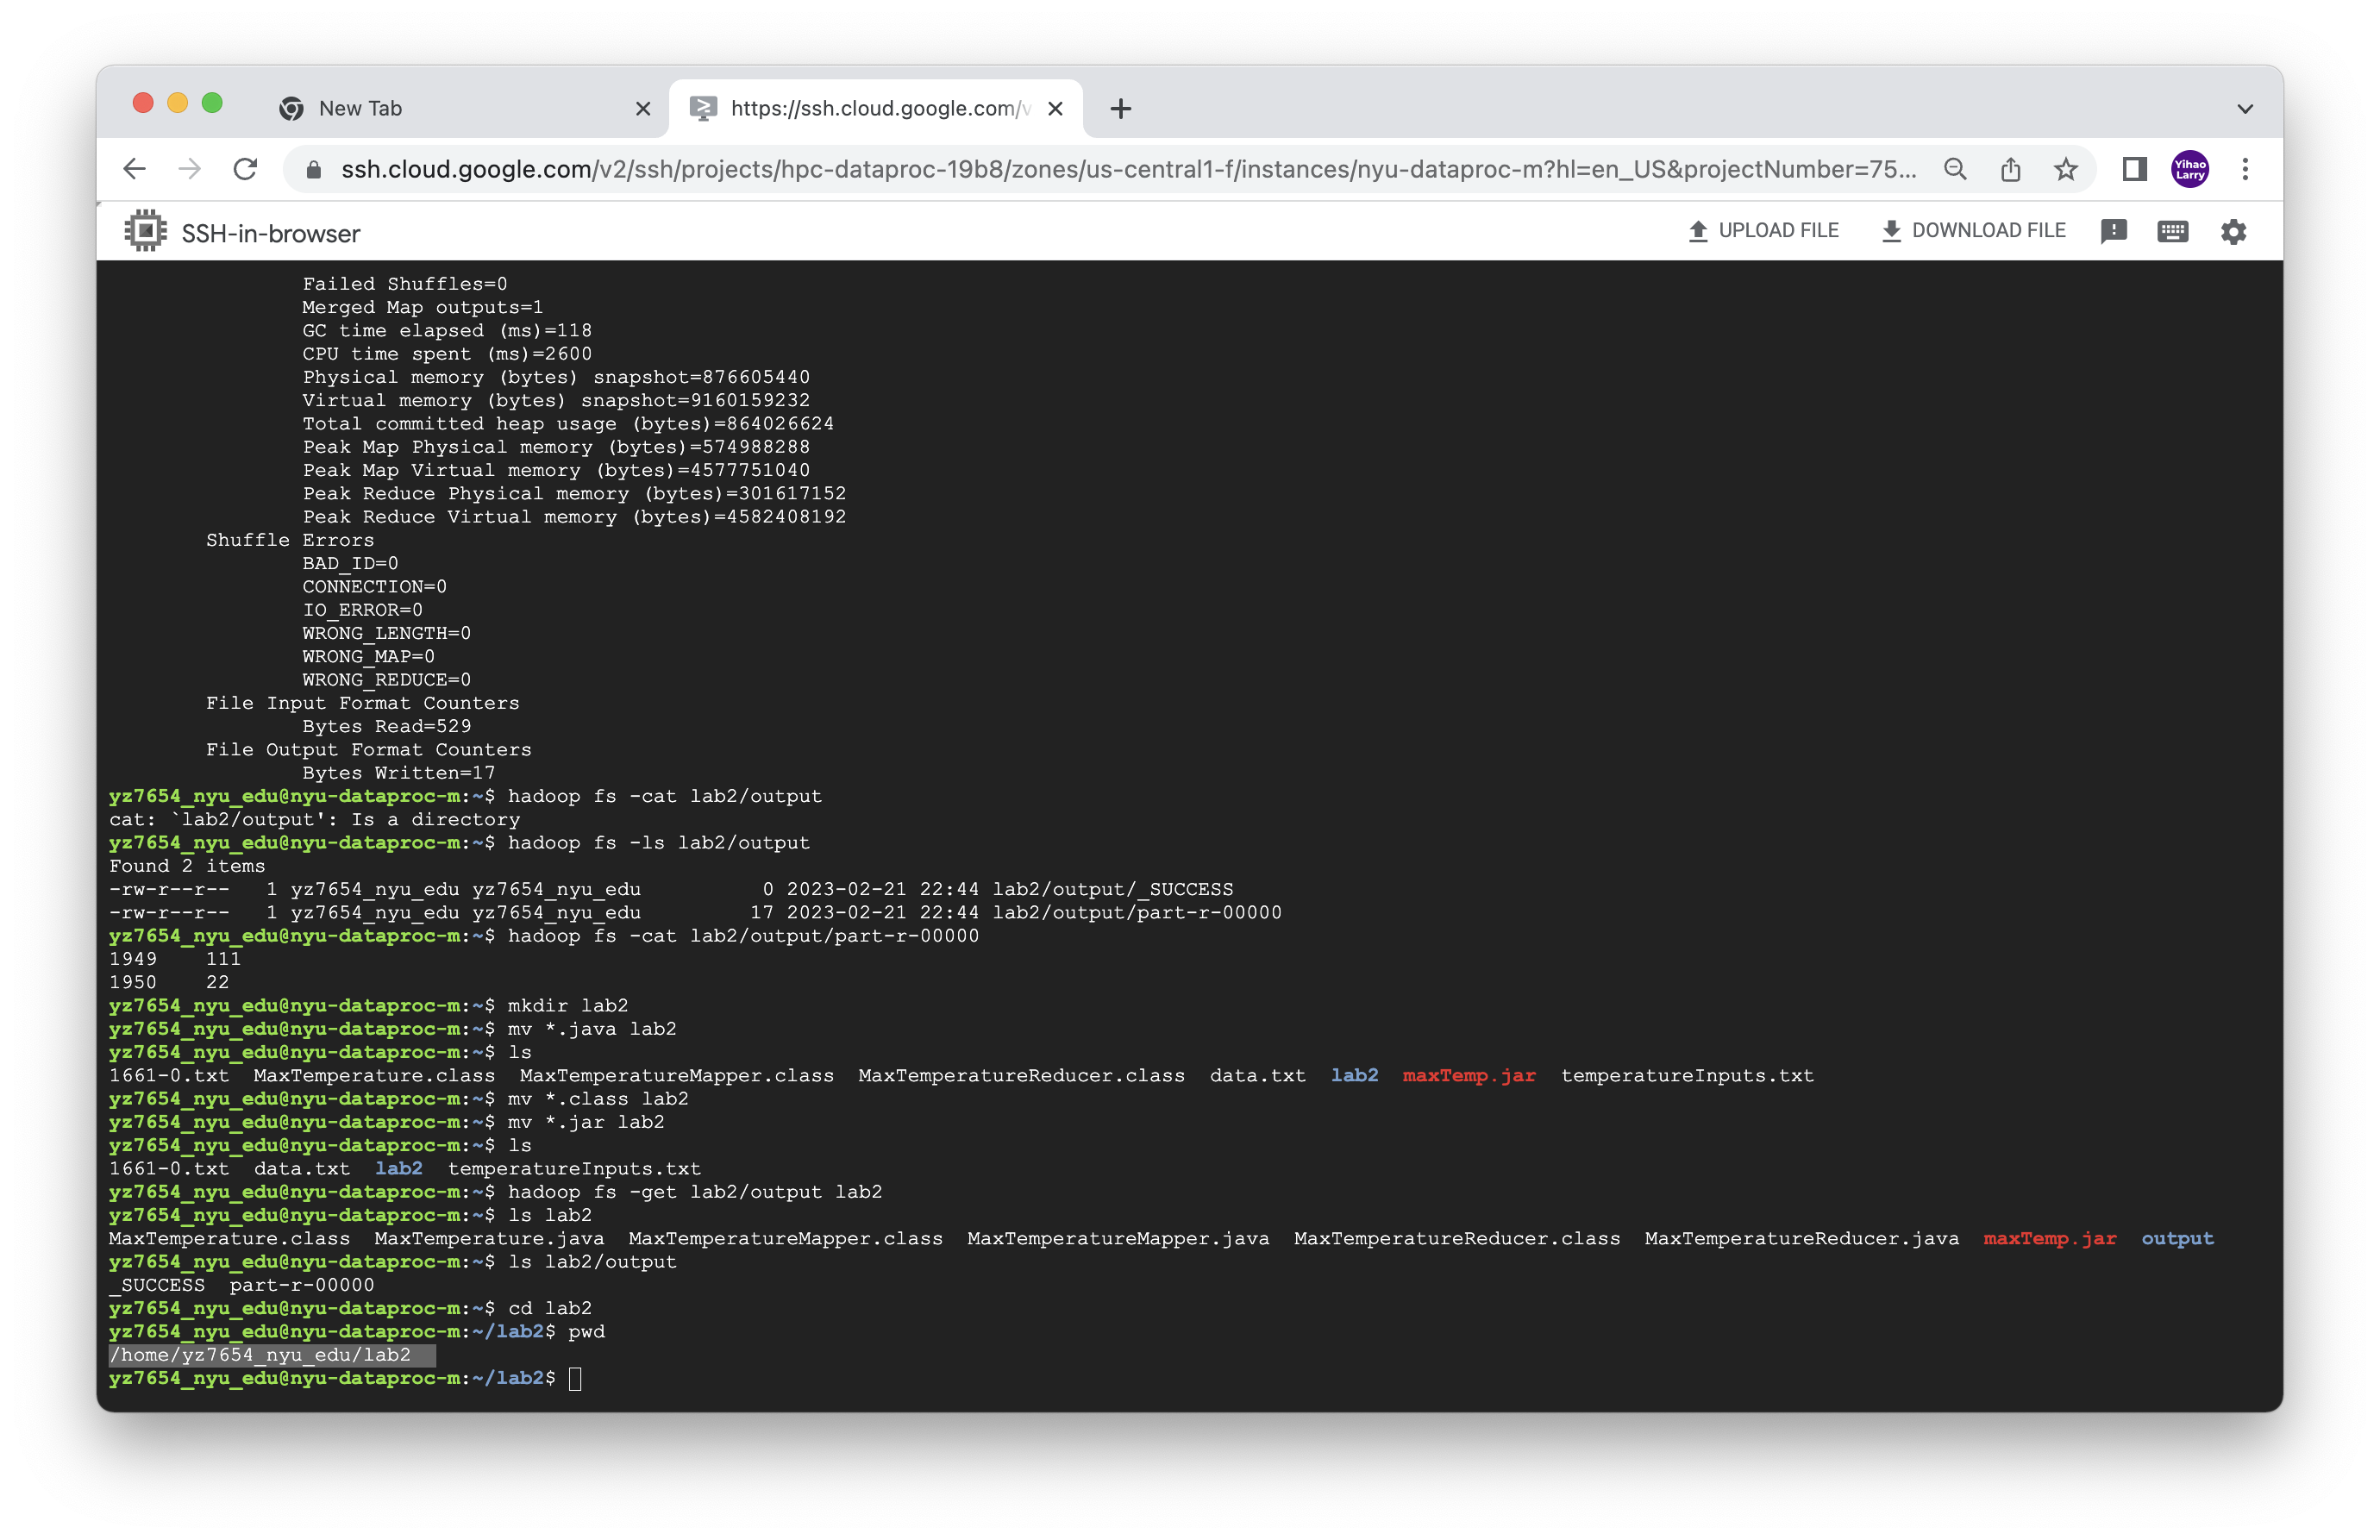 New Tab
https://ssh.cloud.google.com/v
ssh.cloud.google.com/v2/ssh/projects/hpc-dataproc-19b8/zones/us-central1-f/instances/nyu-dataproc-m?hl=en_US&projectNumber=75...
Yihao Larry
SSH-in-browser
UPLOAD FILE
DOWNLOAD FILE
Failed Shuffles=0
Merged Map outputs=1
GC time elapsed (ms)=118
CPU time spent (ms)=2600
Physical memory (bytes) snapshot=876605440
Virtual memory (bytes) snapshot=9160159232
Total committed heap usage (bytes)=864026624
Peak Map Physical memory (bytes)=574988288
Peak Map Virtual memory (bytes)=4577751040
Peak Reduce Physical memory (bytes)=301617152
Peak Reduce Virtual memory (bytes)=4582408192
Shuffle Errors
BAD_ID=0
CONNECTION=0
IO_ERROR=0
WRONG_LENGTH=0
WRONG_MAP=0
WRONG_REDUCE=0
File Input Format Counters
Bytes Read=529
File Output Format Counters
Bytes Written=17
yz7654_nyu_edu@nyu-dataproc-m:~$ hadoop fs -cat lab2/output
cat: `lab2/output': Is a directory
yz7654_nyu_edu@nyu-dataproc-m:~$ hadoop fs -ls lab2/output
Found 2 items
-rw-r--r--   1 yz7654_nyu_edu yz7654_nyu_edu          0 2023-02-21 22:44 lab2/output/_SUCCESS
-rw-r--r--   1 yz7654_nyu_edu yz7654_nyu_edu         17 2023-02-21 22:44 lab2/output/part-r-00000
yz7654_nyu_edu@nyu-dataproc-m:~$ hadoop fs -cat lab2/output/part-r-00000
1949    111
1950    22
yz7654_nyu_edu@nyu-dataproc-m:~$ mkdir lab2
yz7654_nyu_edu@nyu-dataproc-m:~$ mv *.java lab2
yz7654_nyu_edu@nyu-dataproc-m:~$ ls
1661-0.txt  MaxTemperature.class  MaxTemperatureMapper.class  MaxTemperatureReducer.class  data.txt  lab2  maxTemp.jar  temperatureInputs.txt
yz7654_nyu_edu@nyu-dataproc-m:~$ mv *.class lab2
yz7654_nyu_edu@nyu-dataproc-m:~$ mv *.jar lab2
yz7654_nyu_edu@nyu-dataproc-m:~$ ls
1661-0.txt  data.txt  lab2  temperatureInputs.txt
yz7654_nyu_edu@nyu-dataproc-m:~$ hadoop fs -get lab2/output lab2
yz7654_nyu_edu@nyu-dataproc-m:~$ ls lab2
MaxTemperature.class  MaxTemperature.java  MaxTemperatureMapper.class  MaxTemperatureMapper.java  MaxTemperatureReducer.class  MaxTemperatureReducer.java  maxTemp.jar  output
yz7654_nyu_edu@nyu-dataproc-m:~$ ls lab2/output
_SUCCESS  part-r-00000
yz7654_nyu_edu@nyu-dataproc-m:~$ cd lab2
yz7654_nyu_edu@nyu-dataproc-m:~/lab2$ pwd
/home/yz7654_nyu_edu/lab2
yz7654_nyu_edu@nyu-dataproc-m:~/lab2$